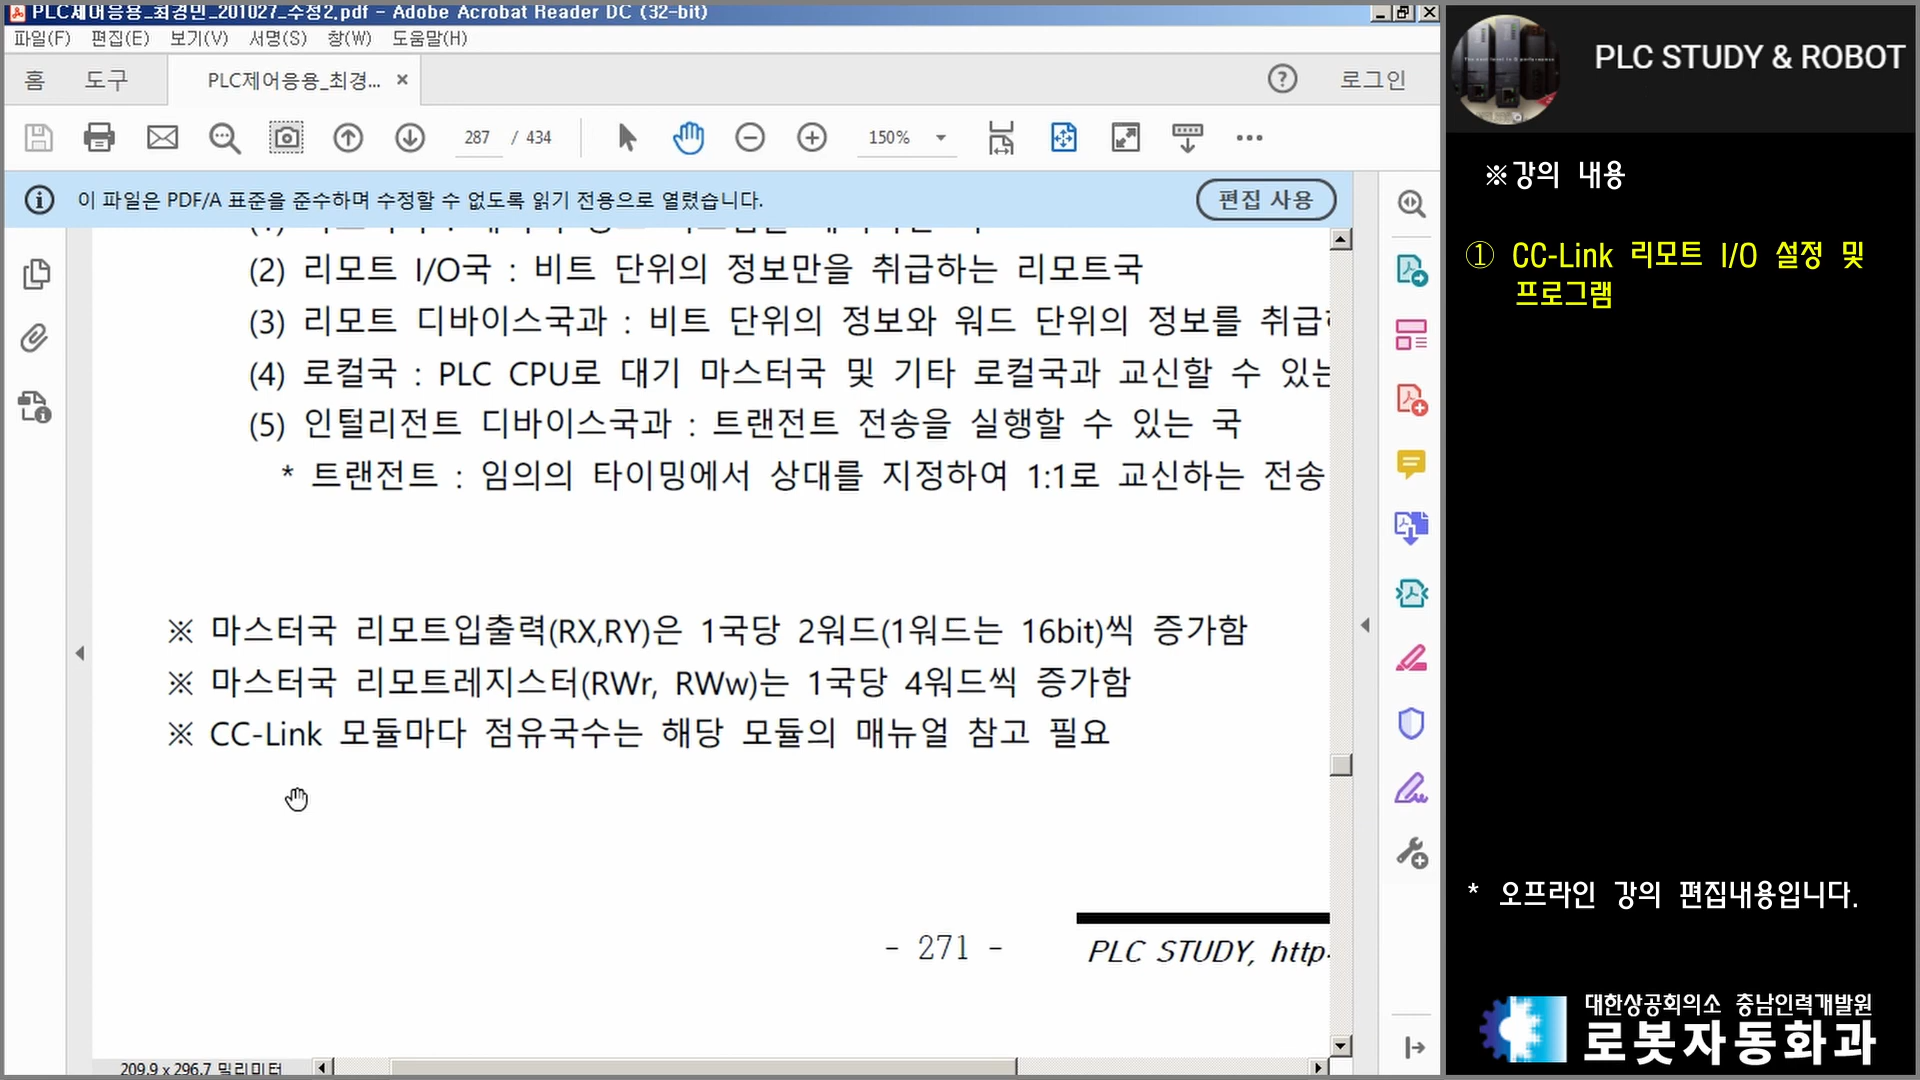 PLC제어응용_최경민_201027_수정2.pdf - Adobe Acrobat Reader DC (32-bit)
파일(F) 편집(E) 보기(V) 서명(S) 창(W) 도움말(H)
홈 도구 PLC제어응용_최경... × 로그인
287 / 434 150%
이 파일은 PDF/A 표준을 준수하며 수정할 수 없도록 읽기 전용으로 열렸습니다. 편집 사용
(2) 리모트 I/O국 : 비트 단위의 정보만을 취급하는 리모트국
(3) 리모트 디바이스국과 : 비트 단위의 정보와 워드 단위의 정보를 취급
(4) 로컬국 : PLC CPU로 대기 마스터국 및 기타 로컬국과 교신할 수 있는
(5) 인털리전트 디바이스국과 : 트랜전트 전송을 실행할 수 있는 국
* 트랜전트 : 임의의 타이밍에서 상대를 지정하여 1:1로 교신하는 전송
※ 마스터국 리모트입출력(RX,RY)은 1국당 2워드(1워드는 16bit)씩 증가함
※ 마스터국 리모트레지스터(RWr, RWw)는 1국당 4워드씩 증가함
※ CC-Link 모듈마다 점유국수는 해당 모듈의 매뉴얼 참고 필요
- 271 -
PLC STUDY, http
209.9 x 296.7 밀리미터
PLC STUDY & ROBOT
※강의 내용
① CC-Link 리모트 I/O 설정 및
프로그램
* 오프라인 강의 편집내용입니다.
대한상공회의소 충남인력개발원
로봇자동화과